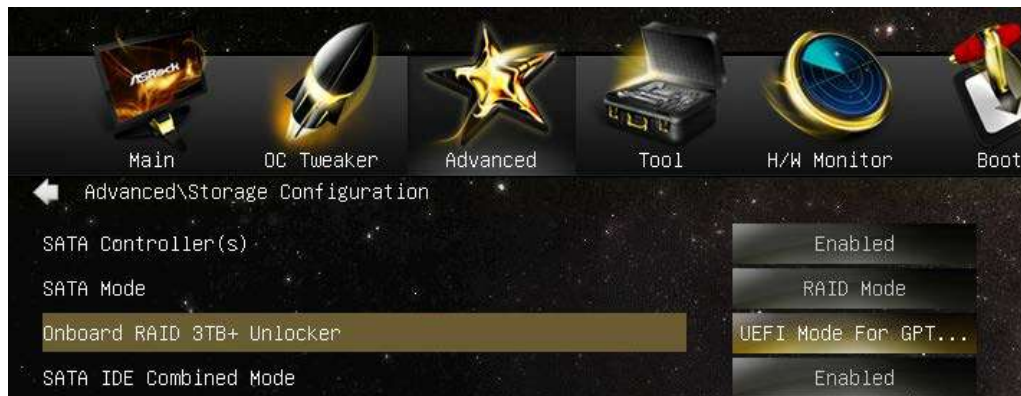 ASRock
Main
OC Tweaker
Advanced
Tool
H/W Monitor
Boot
Advanced\Storage Configuration
SATA Controller(s)
Enabled
SATA Mode
RAID Mode
Onboard RAID 3TB+ Unlocker
UEFI Mode For GPT...
SATA IDE Combined Mode
Enabled